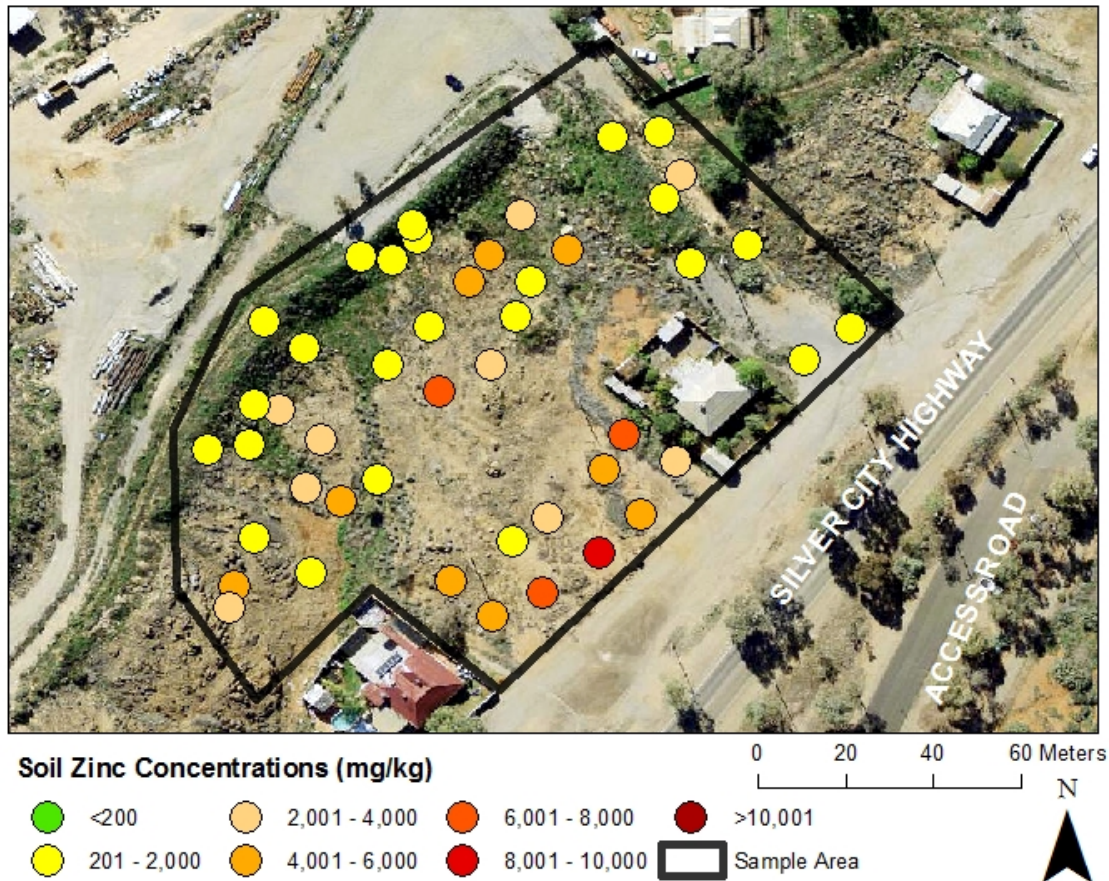 SILVER CITY HIGHWAY
ACCESS ROAD
Soil Zinc Concentrations (mg/kg)
0 20 40 60 Meters
N
<200 2,001 - 4,000 6,001 - 8,000 >10,001
201 - 2,000 4,001 - 6,000 8,001 - 10,000 Sample Area